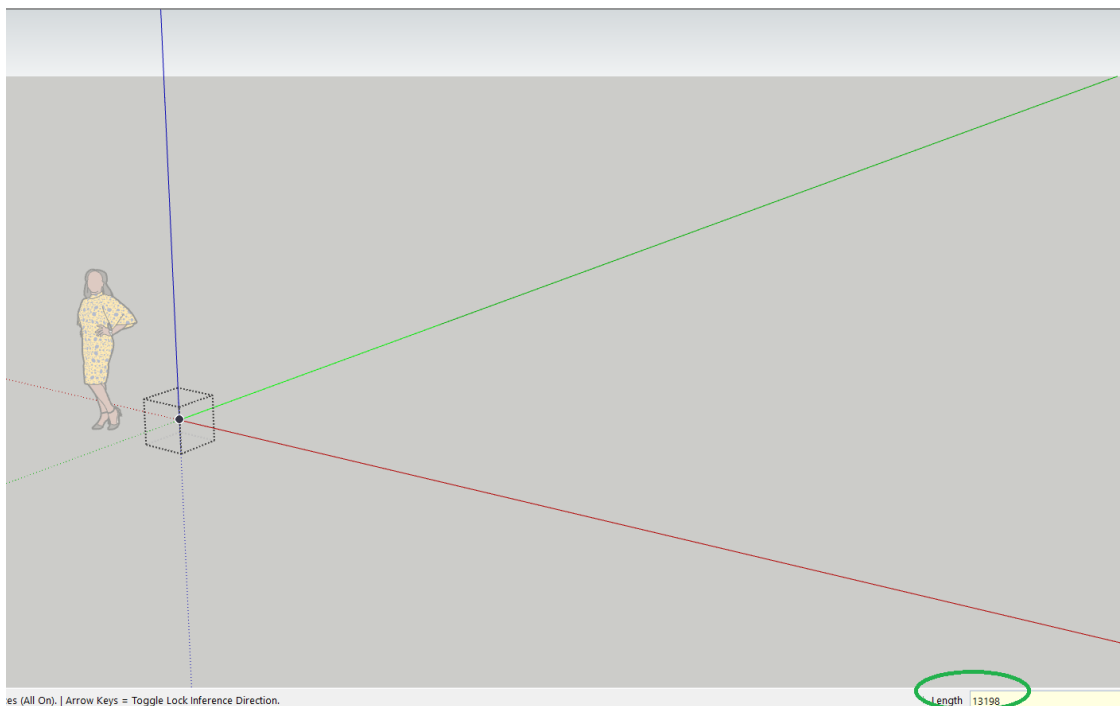 es (All On). | Arrow Keys = Toggle Lock Inference Direction.
Length 13198